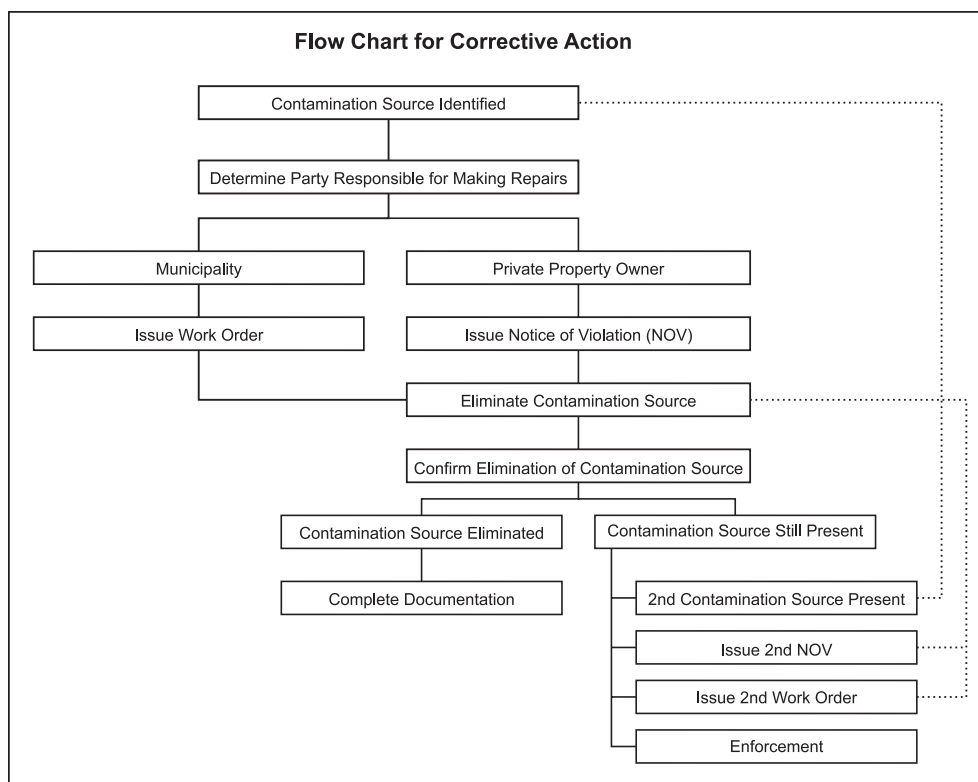 Flow Chart for Corrective Action
Contamination Source Identified
Determine Party Responsible for Making Repairs
Municipality
Private Property Owner
Issue Work Order
Issue Notice of Violation (NOV)
Eliminate Contamination Source
Confirm Elimination of Contamination Source
Contamination Source Eliminated
Contamination Source Still Present
Complete Documentation
2nd Contamination Source Present
Issue 2nd NOV
Issue 2nd Work Order
Enforcement